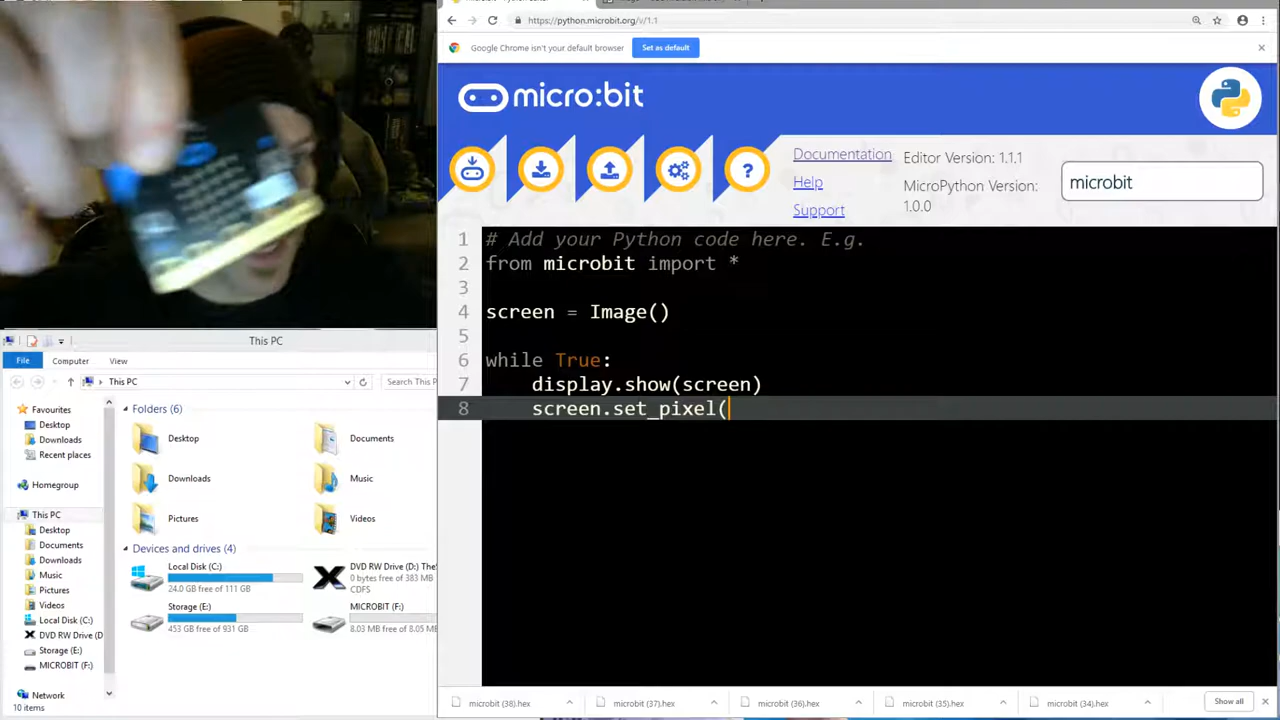 https://python.microbit.org/v/1.1
Google Chrome isn't your default browser
Set as default
micro:bit
Documentation
Help
Support
Editor Version: 1.1.1
MicroPython Version:
1.0.0
microbit
1 # Add your Python code here. E.g.
2 from microbit import *
3
4 screen = Image()
5
6 while True:
7 display.show(screen)
8 screen.set_pixel(
This PC
File
Computer
View
This PC
Search This
Favourites
Desktop
Downloads
Recent places
Homegroup
This PC
Desktop
Documents
Downloads
Music
Pictures
Videos
Local Disk (C:)
DVD RW Drive (D
Storage (E:)
MICROBIT (F:)
Network
10 items
Folders (6)
Desktop
Documents
Downloads
Music
Pictures
Videos
Devices and drives (4)
Local Disk (C:)
24.0 GB free of 111 GB
DVD RW Drive (D:) The
0 bytes free of 383 MB
CDFS
Storage (E:)
453 GB free of 931 GB
MICROBIT (F:)
8.03 MB free of 8.05 MB
microbit (38).hex
microbit (37).hex
microbit (36).hex
microbit (35).hex
microbit (34).hex
Show all